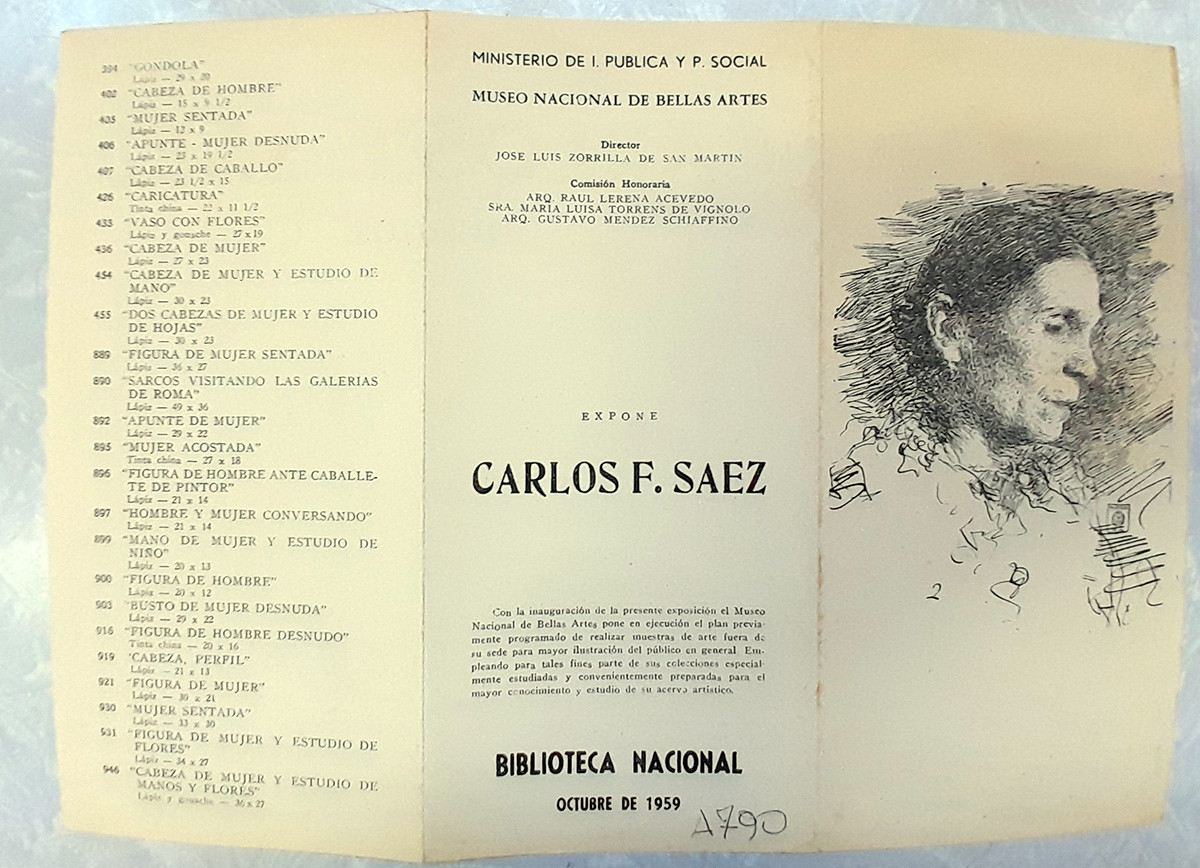 394 "GONDOLA"
Lápiz — 29 x 20
402 "CABEZA DE HOMBRE"
Lápiz — 15 x 9 1/2
405 "MUJER SENTADA"
Lápiz — 12 x 9
406 "APUNTE - MUJER DESNUDA"
Lápiz — 23 x 19 1/2
407 "CABEZA DE CABALLO"
Lápiz — 23 1/2 x 15
426 "CARICATURA"
Tinta china — 22 x 11 1/2
433 "VASO CON FLORES"
Lápiz y gouache — 27 x19
436 "CABEZA DE MUJER"
Lápiz — 27 x 23
454 "CABEZA DE MUJER Y ESTUDIO DE
MANO"
Lápiz — 30 x 23
455 "DOS CABEZAS DE MUJER Y ESTUDIO
DE HOJAS"
Lápiz — 30 x 23
889 "FIGURA DE MUJER SENTADA"
Lápiz — 36 x 27
890 "SARCOS VISITANDO LAS GALERIAS
DE ROMA"
Lápiz — 49 x 36
892 "APUNTE DE MUJER"
Lápiz — 29 x 22
895 "MUJER ACOSTADA"
Tinta china — 27 x 18
896 "FIGURA DE HOMBRE ANTE CABALLE-
TE DE PINTOR"
Lápiz — 21 x 14
897 "HOMBRE Y MUJER CONVERSANDO"
Lápiz — 21 x 14
899 "MANO DE MUJER Y ESTUDIO DE
NIÑO"
Lápiz — 20 x 13
900 "FIGURA DE HOMBRE"
Lápiz — 20 x 12
903 "BUSTO DE MUJER DESNUDA"
Lápiz — 29 x 22
916 "FIGURA DE HOMBRE DESNUDO"
Tinta china — 20 x 16
919 'CABEZA, PERFIL"
Lápiz — 21 x 13
921 "FIGURA DE MUJER"
Lápiz — 30 x 21
930 "MUJER SENTADA"
Lápiz — 33 x 30
931 "FIGURA DE MUJER Y ESTUDIO DE
FLORES"
Lápiz — 34 x 27
946 "CABEZA DE MUJER Y ESTUDIO DE
MANOS Y FLORES"
Lápiz y gouache — 36 x 27
MINISTERIO DE I. PUBLICA Y P. SOCIAL
MUSEO NACIONAL DE BELLAS ARTES
Director
JOSE LUIS ZORRILLA DE SAN MARTIN
Comisión Honoraria
ARQ. RAUL LERENA ACEVEDO
SRA. MARIA LUISA TORRENS DE VIGNOLO
ARQ. GUSTAVO MENDEZ SCHIAFFINO
EXPONE
CARLOS F. SAEZ
Con la inauguración de la presente exposición el Museo
Nacional de Bellas Artes pone en ejecución el plan previa-
mente programado de realizar muestras de arte fuera de
su sede para mayor ilustración del público en general. Em-
pleando para tales fines parte de sus colecciones especial-
mente estudiadas y convenientemente preparadas para el
mayor conocimiento y estudio de su acervo artístico.
BIBLIOTECA NACIONAL
OCTUBRE DE 1959
A790